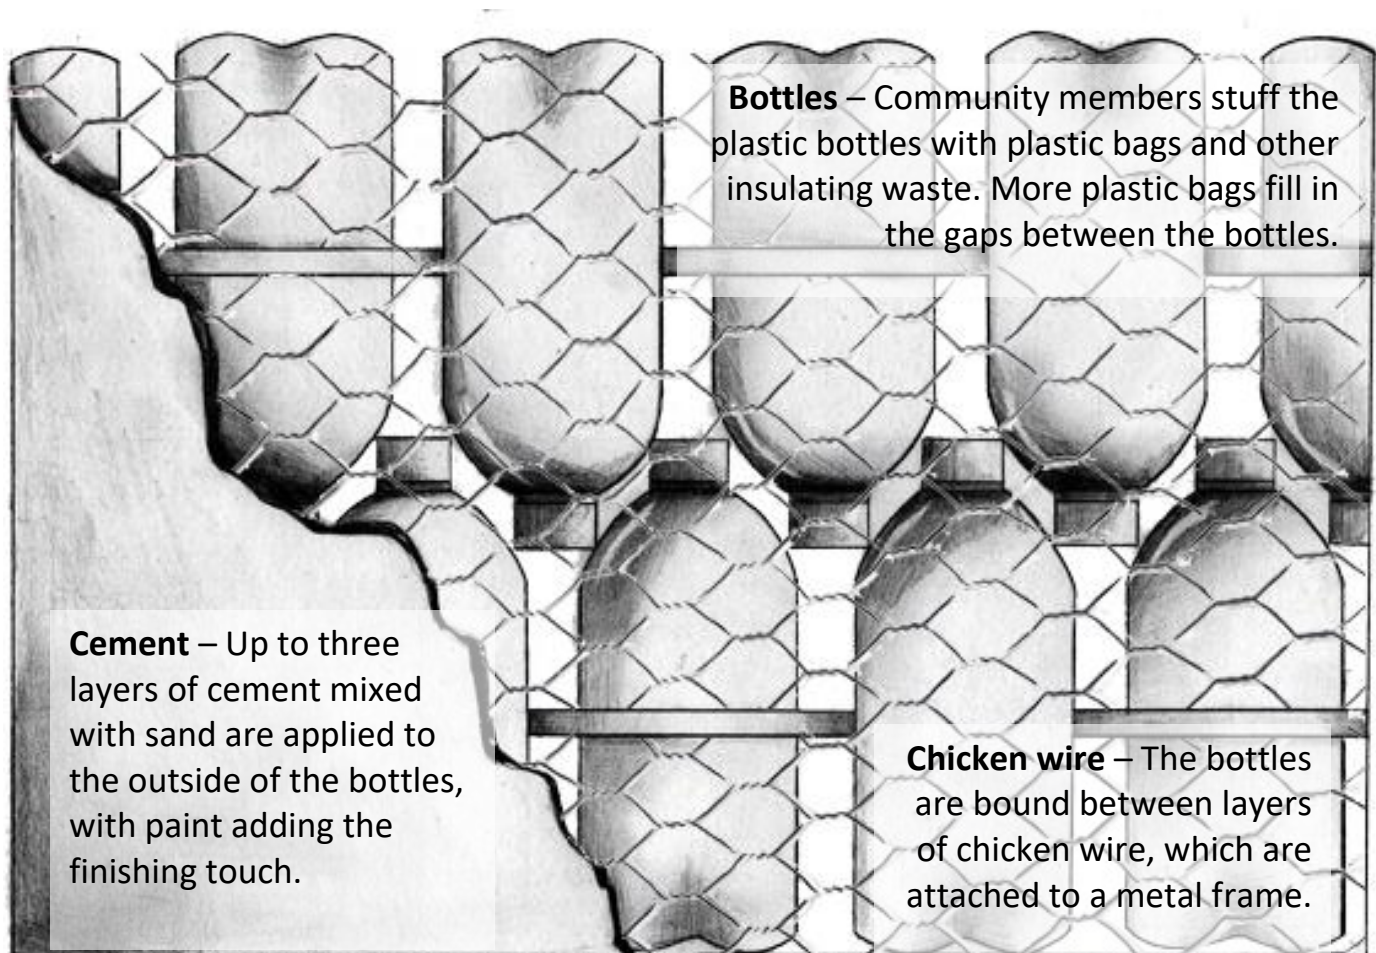 Bottles – Community members stuff the
plastic bottles with plastic bags and other
insulating waste. More plastic bags fill in
the gaps between the bottles.
Cement – Up to three
layers of cement mixed
with sand are applied to
the outside of the bottles,
with paint adding the
finishing touch.
Chicken wire – The bottles
are bound between layers
of chicken wire, which are
attached to a metal frame.